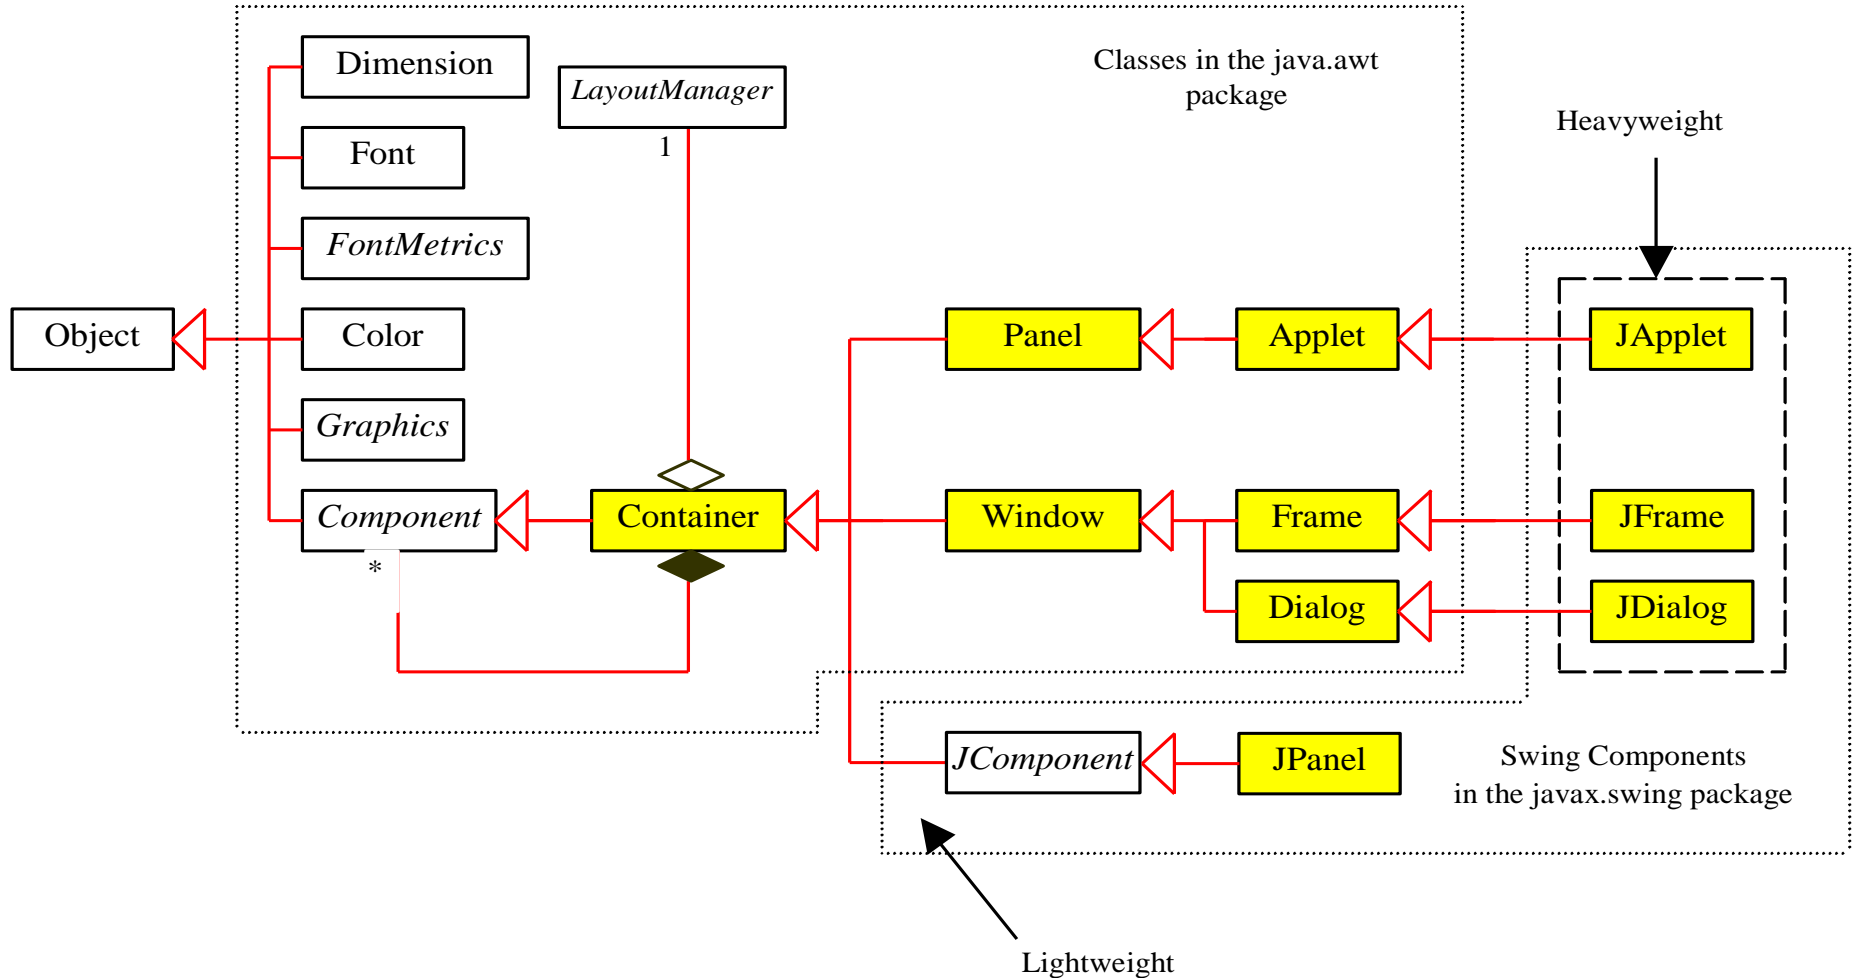 Dimension
LayoutManager
Classes in the java.awt
package
1
Heavyweight
Font
FontMetrics
Object
Color
Panel
Applet
JApplet
Graphics
Component
Container
Window
Frame
JFrame
*
Dialog
JDialog
JComponent
JPanel
Swing Components
in the javax.swing package
Lightweight